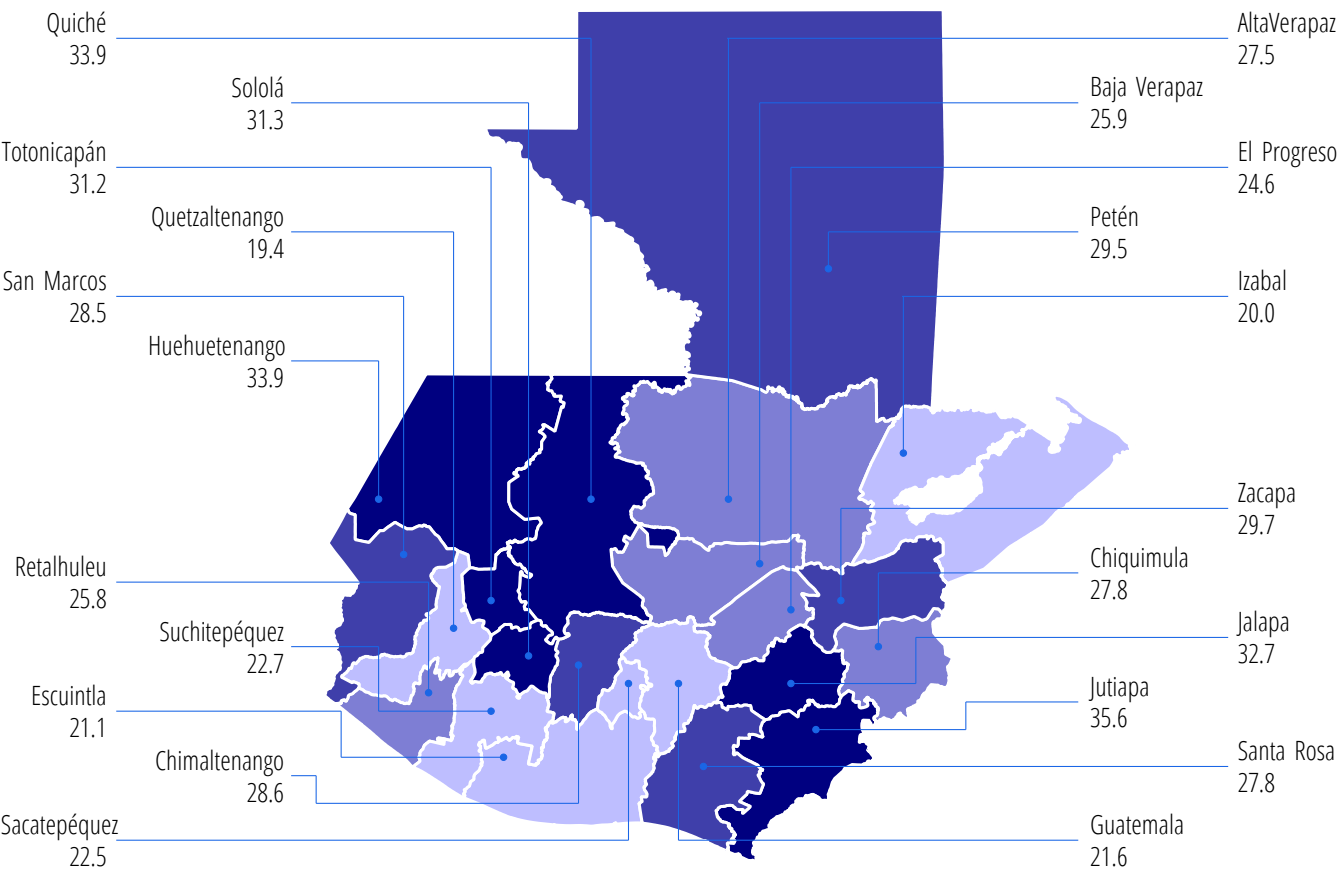 Quiché
33.9
Sololá
31.3
Totonicapán
31.2
Quetzaltenango
19.4
San Marcos
28.5
Huehuetenango
33.9
Retalhuleu
25.8
Suchitepéquez
22.7
Escuintla
21.1
Chimaltenango
28.6
Sacatepéquez
22.5
AltaVerapaz
27.5
Baja Verapaz
25.9
El Progreso
24.6
Petén
29.5
Izabal
20.0
Zacapa
29.7
Chiquimula
27.8
Jalapa
32.7
Jutiapa
35.6
Santa Rosa
27.8
Guatemala
21.6